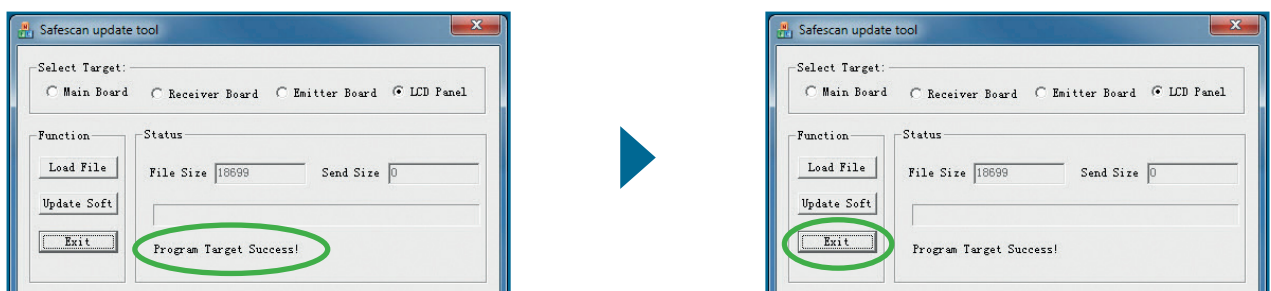 Safescan update tool
Select Target:
Main Board Receiver Board Emitter Board LCD Panel
Function
Status
Load File
File Size 18699 Send Size 0
Update Soft
Exit
Program Target Success!
Safescan update tool
Select Target:
Main Board Receiver Board Emitter Board LCD Panel
Function
Status
Load File
File Size 18699 Send Size 0
Update Soft
Exit
Program Target Success!